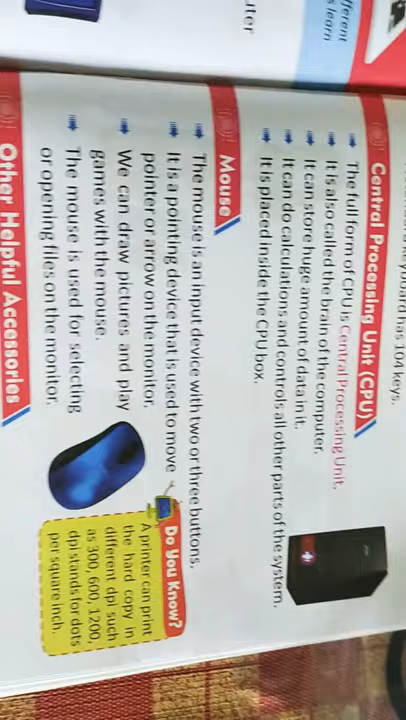 fferent
s learn
uter
board has 104 keys.
Central Processing Unit (CPU)
The full form of CPU is Central Processing Unit.
It is also called the brain of the computer.
It can store huge amount of data in it.
It can do calculations and controls all other parts of the system.
It is placed inside the CPU box.
Mouse
The mouse is an input device with two or three buttons.
It is a pointing device that is used to move
pointer or arrow on the monitor.
We can draw pictures and play
games with the mouse.
The mouse is used for selecting
or opening files on the monitor.
Do You Know?
A printer can print
the hard copy in
different dpi such
as 300, 600, 1200,
dpi stands for dots
per square inch.
Other Helpful Accessories